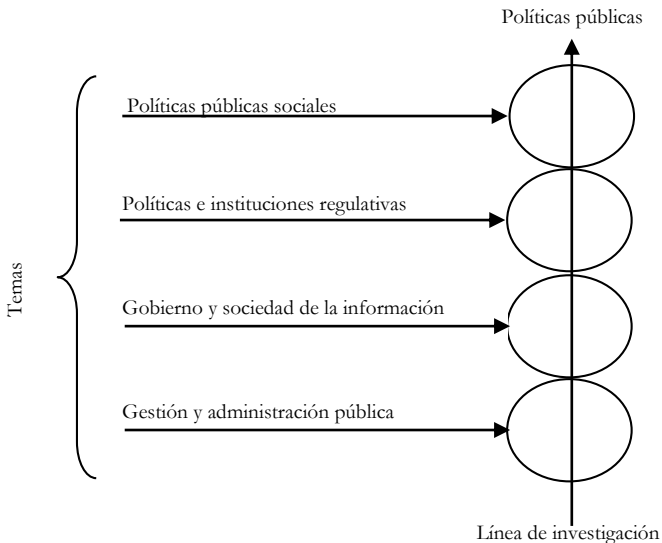 Políticas públicas
Políticas públicas sociales
Políticas e instituciones regulativas
Temas
Gobierno y sociedad de la información
Gestión y administración pública
Línea de investigación